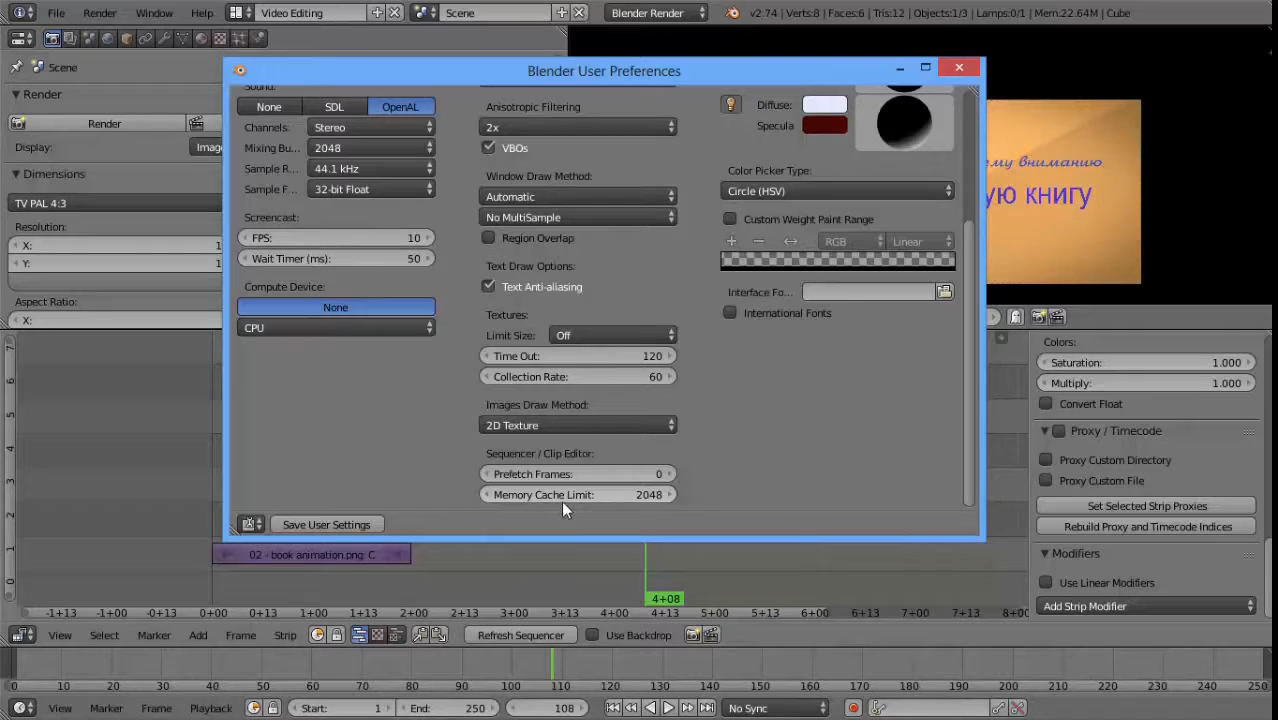 File Render Window Help Video Editing Scene Blender Render v2.74 | Verts:8 | Faces:6 | Tris:12 | Objects:1/3 | Lamps:0/1 | Mem:22.64M | Cube
Scene
Render
Render
Display: Imag
Dimensions
TV PAL 4:3
Resolution:
X: 1
Y:
Aspect Ratio:
X:
Blender User Preferences
Sound:
None SDL OpenAL
Channels: Stereo
Mixing Bu... 2048
Sample R... 44.1 kHz
Sample F... 32-bit Float
Screencast:
FPS: 10
Wait Timer (ms): 50
Compute Device:
None
CPU
Anisotropic Filtering
2x
VBOs
Window Draw Method:
Automatic
No MultiSample
Region Overlap
Text Draw Options:
Text Anti-aliasing
Textures:
Limit Size: Off
Time Out: 120
Collection Rate: 60
Images Draw Method:
2D Texture
Sequencer / Clip Editor:
Prefetch Frames: 0
Memory Cache Limit: 2048
Diffuse:
Specula
Color Picker Type:
Circle (HSV)
Custom Weight Paint Range
RGB Linear
Interface Fo...
International Fonts
Save User Settings
ему вниманию
ую книгу
Colors:
Saturation: 1.000
Multiply: 1.000
Convert Float
Proxy / Timecode
Proxy Custom Directory
Proxy Custom File
Set Selected Strip Proxies
Rebuild Proxy and Timecode Indices
Modifiers
Use Linear Modifiers
Add Strip Modifier
7
6
5
4
3
2
1
0
02 - book animation.png: C
4+08
-1+13 -1+00 -0+13 0+00 0+13 1+00 1+13 2+00 2+13 3+00 3+13 4+00 4+13 5+00 5+13 6+00 6+13 7+00 7+13 8+00
View Select Marker Add Frame Strip Refresh Sequencer Use Backdrop
0 10 20 30 40 50 60 70 80 90 100 110 120 130 140 150 160 170 180 190 200 210 220 230 240 250
View Marker Frame Playback Start: 1 End: 250 108 No Sync